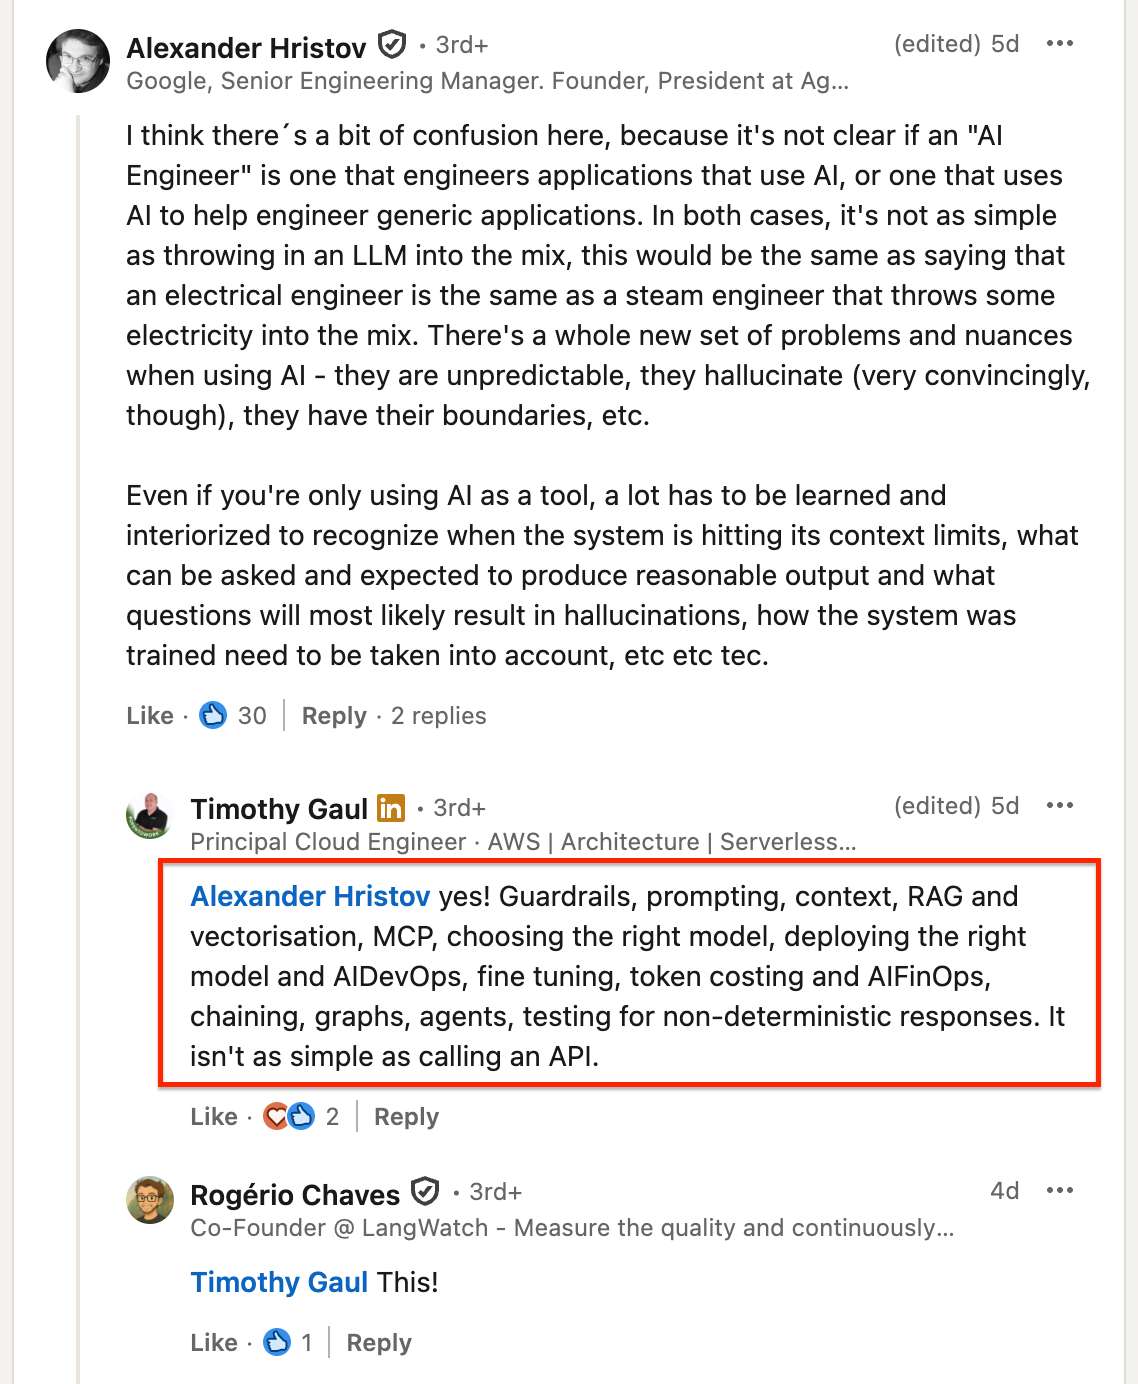 Alexander Hristov · 3rd+ (edited) 5d ···
Google, Senior Engineering Manager. Founder, President at Ag...
I think there´s a bit of confusion here, because it's not clear if an "AI
Engineer" is one that engineers applications that use AI, or one that uses
AI to help engineer generic applications. In both cases, it's not as simple
as throwing in an LLM into the mix, this would be the same as saying that
an electrical engineer is the same as a steam engineer that throws some
electricity into the mix. There's a whole new set of problems and nuances
when using AI - they are unpredictable, they hallucinate (very convincingly,
though), they have their boundaries, etc.
Even if you're only using AI as a tool, a lot has to be learned and
interiorized to recognize when the system is hitting its context limits, what
can be asked and expected to produce reasonable output and what
questions will most likely result in hallucinations, how the system was
trained need to be taken into account, etc etc tec.
Like · 30 | Reply · 2 replies
Timothy Gaul in · 3rd+ (edited) 5d ···
Principal Cloud Engineer · AWS | Architecture | Serverless...
Alexander Hristov yes! Guardrails, prompting, context, RAG and
vectorisation, MCP, choosing the right model, deploying the right
model and AIDevOps, fine tuning, token costing and AIFinOps,
chaining, graphs, agents, testing for non-deterministic responses. It
isn't as simple as calling an API.
Like · 2 | Reply
Rogério Chaves · 3rd+ 4d ···
Co-Founder @ LangWatch - Measure the quality and continuously...
Timothy Gaul This!
Like · 1 | Reply